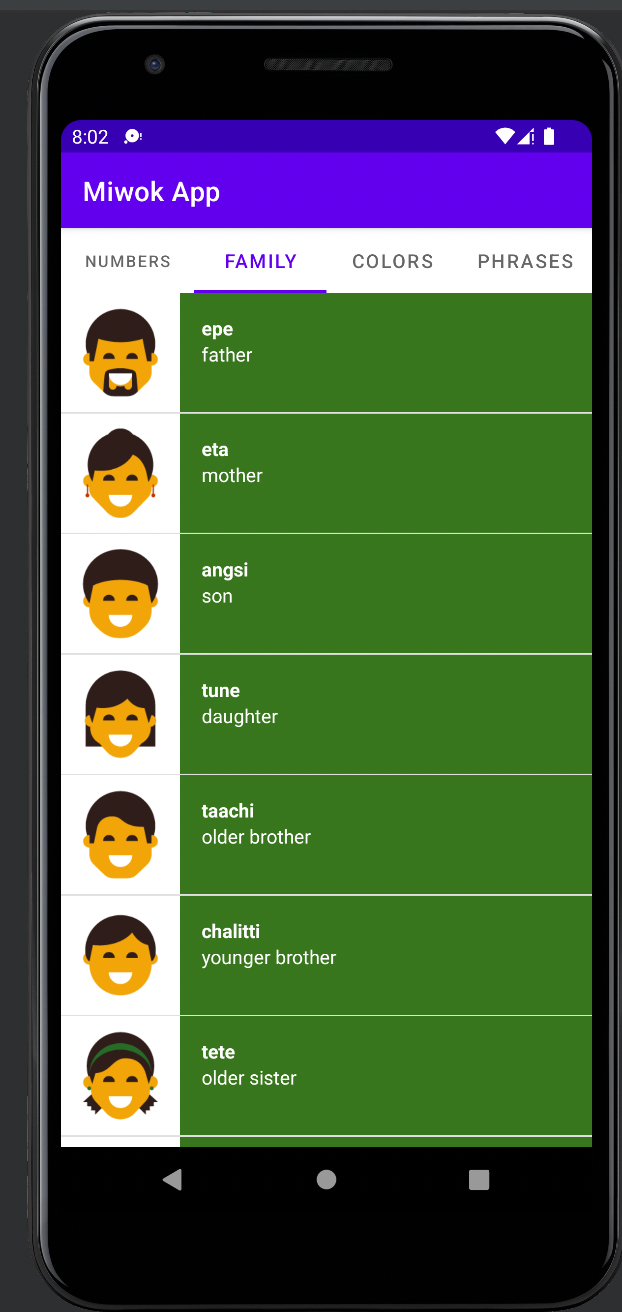 8:02
Miwok App
NUMBERS FAMILY COLORS PHRASES
epe
father
eta
mother
angsi
son
tune
daughter
taachi
older brother
chalitti
younger brother
tete
older sister